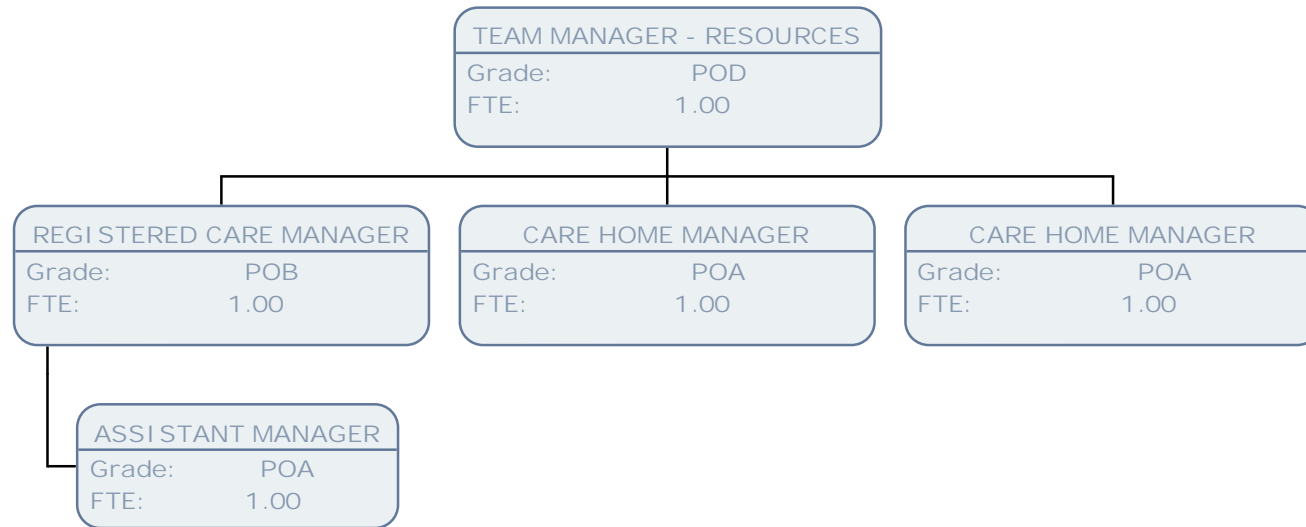 TEAM MANAGER - RESOURCES
Grade: POD
FTE: 1.00
REGISTERED CARE MANAGER
Grade: POB
FTE: 1.00
CARE HOME MANAGER
Grade: POA
FTE: 1.00
CARE HOME MANAGER
Grade: POA
FTE: 1.00
ASSISTANT MANAGER
Grade: POA
FTE: 1.00